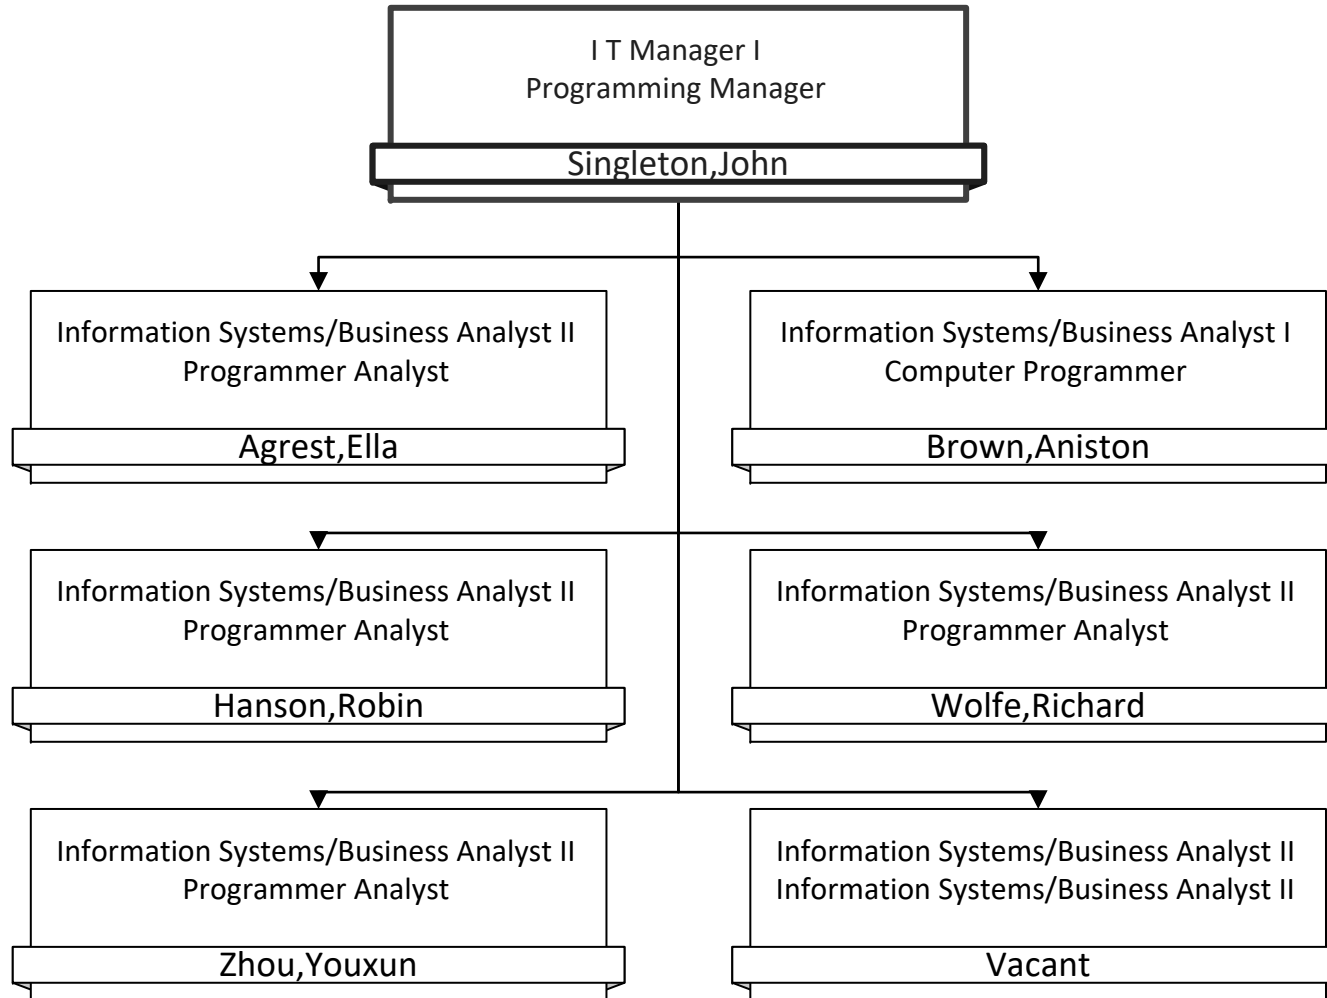 I T Manager I
Programming Manager
Singleton,John
Information Systems/Business Analyst II
Programmer Analyst
Agrest,Ella
Information Systems/Business Analyst I
Computer Programmer
Brown,Aniston
Information Systems/Business Analyst II
Programmer Analyst
Hanson,Robin
Information Systems/Business Analyst II
Programmer Analyst
Wolfe,Richard
Information Systems/Business Analyst II
Programmer Analyst
Zhou,Youxun
Information Systems/Business Analyst II
Information Systems/Business Analyst II
Vacant